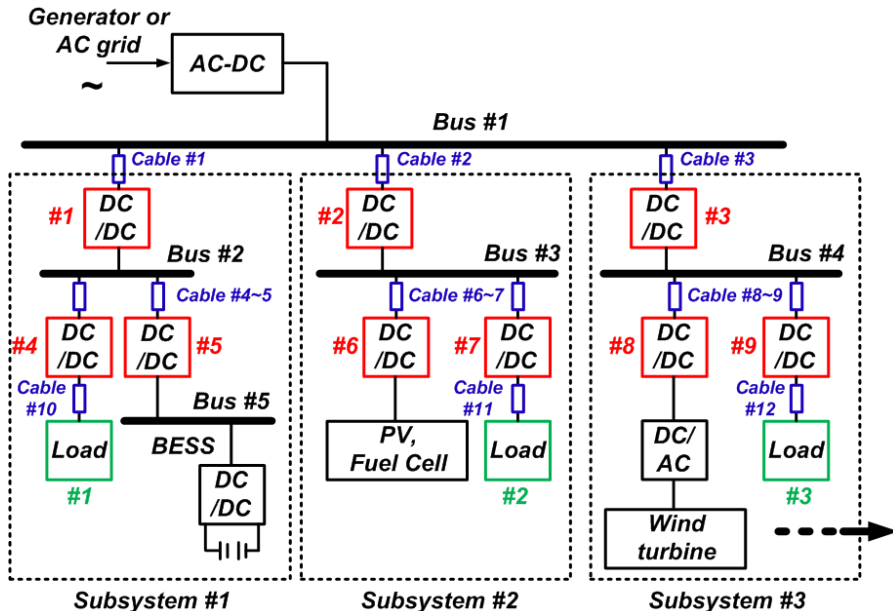 Generator or
AC grid
~
AC-DC
Bus #1
Cable #1
Cable #2
Cable #3
#1
DC
/DC
#2
DC
/DC
#3
DC
/DC
Bus #2
Bus #3
Bus #4
Cable #4~5
Cable #6~7
Cable #8~9
#4
DC
/DC
DC
/DC
#5
#6
DC
/DC
#7
DC
/DC
#8
DC
/DC
#9
DC
/DC
Cable
#10
Cable
#11
Cable
#12
Bus #5
Load
#1
BESS
DC
/DC
PV,
Fuel Cell
Load
#2
DC/
AC
Load
#3
Wind
turbine
Subsystem #1
Subsystem #2
Subsystem #3